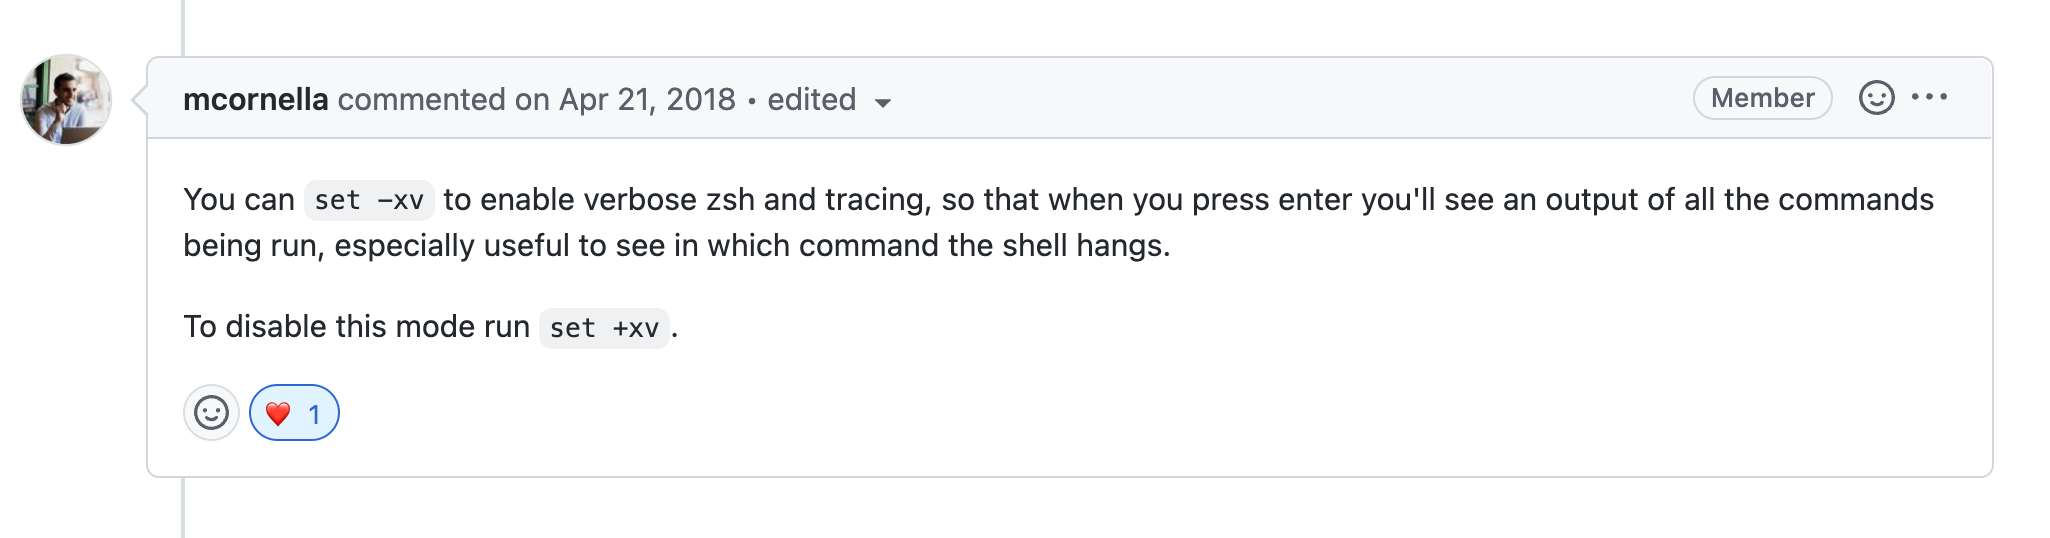 mcornella commented on Apr 21, 2018 • edited
Member
You can set -xv to enable verbose zsh and tracing, so that when you press enter you'll see an output of all the commands
being run, especially useful to see in which command the shell hangs.
To disable this mode run set +xv.
❤️ 1